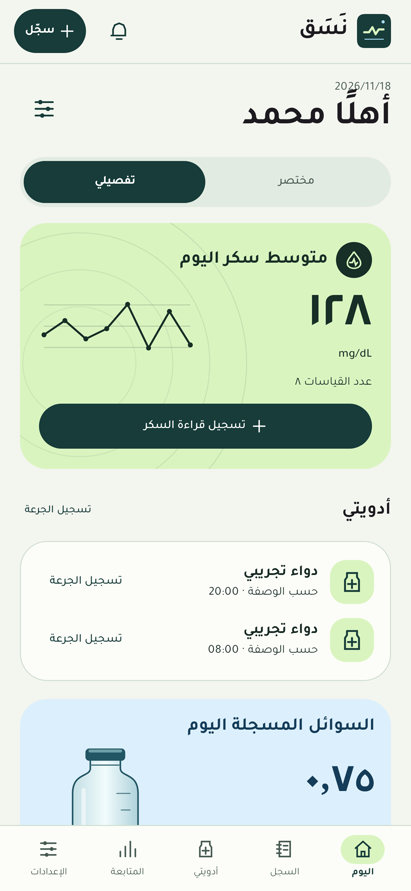 نَسَق
سجّل
2026/11/18
أهلًا محمد
مختصر
تفصيلي
متوسط سكر اليوم
١٢٨
mg/dL
عدد القياسات ٨
تسجيل قراءة السكر
أدويتي
تسجيل الجرعة
دواء تجريبي
حسب الوصفة · 20:00
تسجيل الجرعة
دواء تجريبي
حسب الوصفة · 08:00
تسجيل الجرعة
السوائل المسجلة اليوم
٠,٧٥
اليوم
السجل
أدويتي
المتابعة
الإعدادات